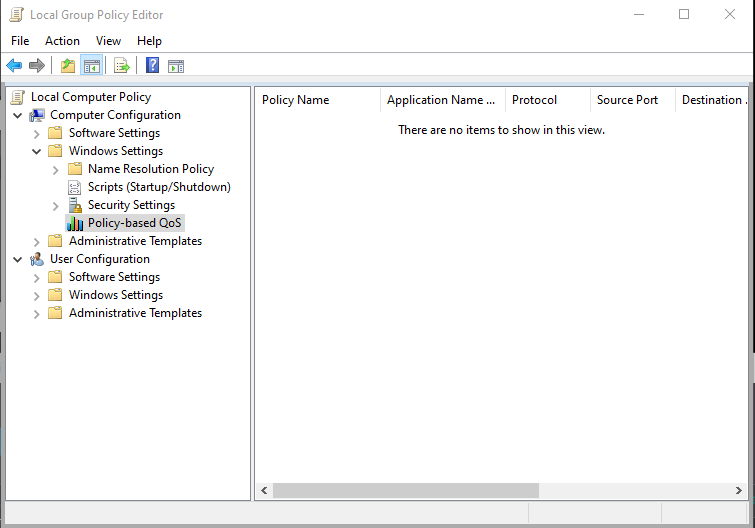 Local Group Policy Editor
File Action View Help
Local Computer Policy
Computer Configuration
Software Settings
Windows Settings
Name Resolution Policy
Scripts (Startup/Shutdown)
Security Settings
Policy-based QoS
Administrative Templates
User Configuration
Software Settings
Windows Settings
Administrative Templates
Policy Name Application Name ... Protocol Source Port Destination .
There are no items to show in this view.